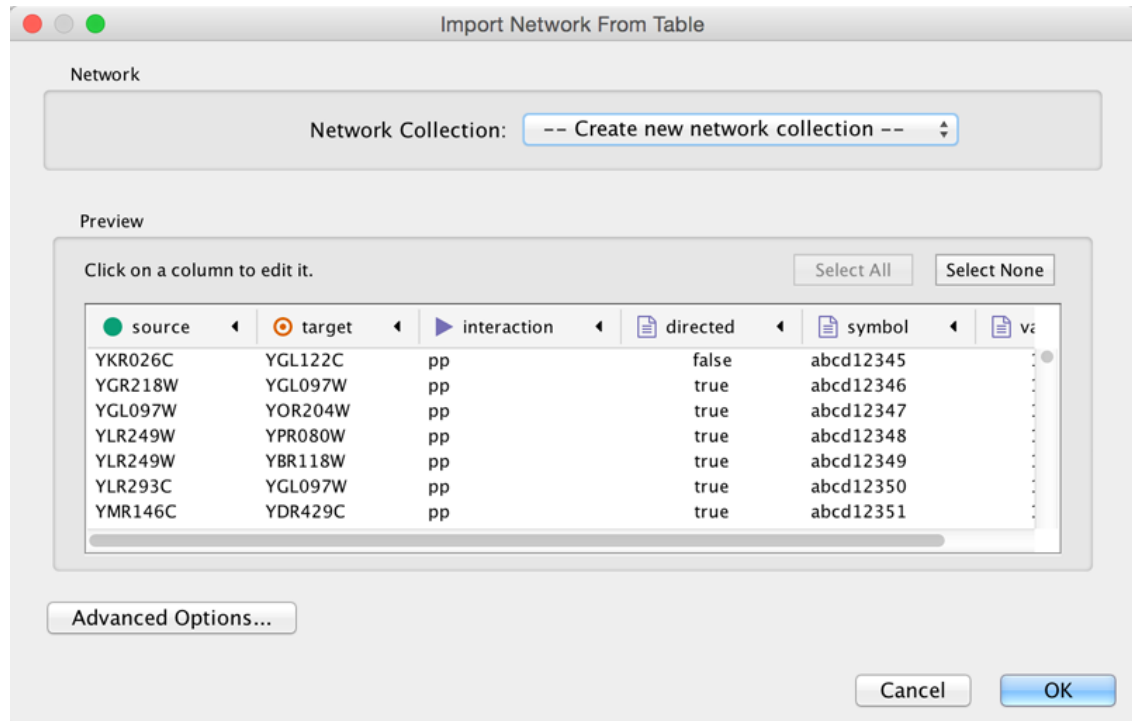 Import Network From Table
Network
Network Collection: -- Create new network collection --
Preview
Click on a column to edit it. Select All Select None
source target interaction directed symbol
YKR026C YGL122C pp false abcd12345
YGR218W YGL097W pp true abcd12346
YGL097W YOR204W pp true abcd12347
YLR249W YPR080W pp true abcd12348
YLR249W YBR118W pp true abcd12349
YLR293C YGL097W pp true abcd12350
YMR146C YDR429C pp true abcd12351
Advanced Options...
Cancel OK